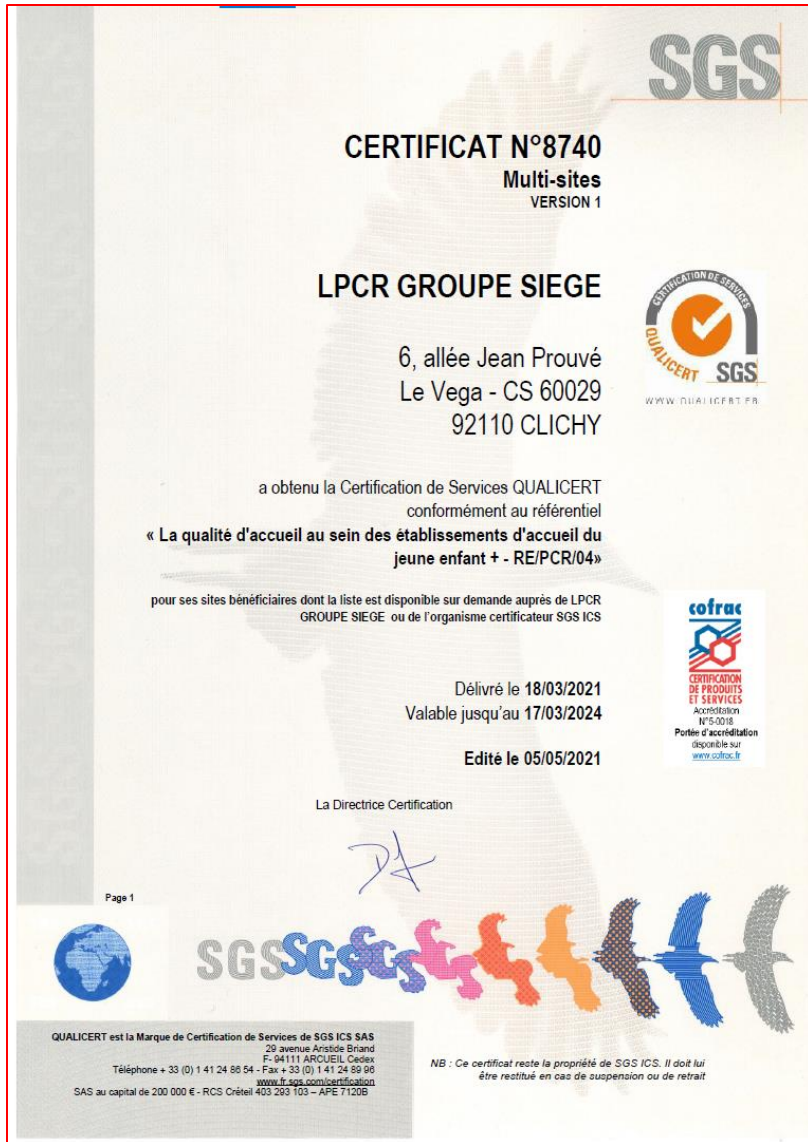 SGS
CERTIFICAT N°8740
Multi-sites
VERSION 1
LPCR GROUPE SIEGE
CERTIFICATION DE SERVICES
QUALICERT SGS
WWW.QUALICERT.FR
6, allée Jean Prouvé
Le Vega - CS 60029
92110 CLICHY
a obtenu la Certification de Services QUALICERT
conformément au référentiel
« La qualité d'accueil au sein des établissements d'accueil du
jeune enfant + - RE/PCR/04»
pour ses sites bénéficiaires dont la liste est disponible sur demande auprès de LPCR
GROUPE SIEGE ou de l'organisme certificateur SGS ICS
cofrac
CERTIFICATION
DE PRODUITS
ET SERVICES
Accréditation
N°5-0018
Portée d'accréditation
disponible sur
www.cofrac.fr
Délivré le 18/03/2021
Valable jusqu'au 17/03/2024
Edité le 05/05/2021
La Directrice Certification
Page 1
SGSSGSSGS
QUALICERT est la Marque de Certification de Services de SGS ICS SAS
29 avenue Aristide Briand
F- 94111 ARCUEIL Cedex
Téléphone + 33 (0) 1 41 24 86 54 - Fax + 33 (0) 1 41 24 89 96
www.fr.sgs.com/certification
SAS au capital de 200 000 € - RCS Créteil 403 293 103 – APE 7120B
NB : Ce certificat reste la propriété de SGS ICS. Il doit lui
être restitué en cas de suspension ou de retrait